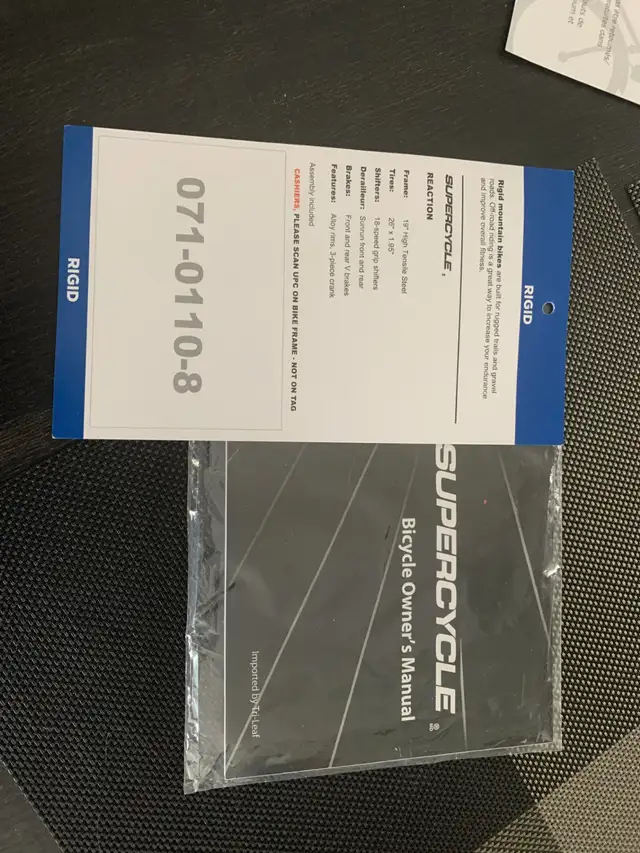 RIGID
Rigid mountain bikes are built for rugged trails and gravel
roads. Off-road riding is a great way to increase your endurance
and improve overall fitness.
SUPERCYCLE
REACTION
Frame: 19" High Tensile Steel
Tires: 26" x 1.95"
Shifters: 18-speed grip shifters
Derailleur: Sunrun front and rear
Brakes: Front and rear V brakes
Features: Alloy rims, 3-piece crank
Assembly included
CASHIERS, PLEASE SCAN UPC ON BIKE FRAME - NOT ON TAG
071-0110-8
RIGID
SUPERCYCLE®
Bicycle Owner's Manual
Imported by Tri-Leaf